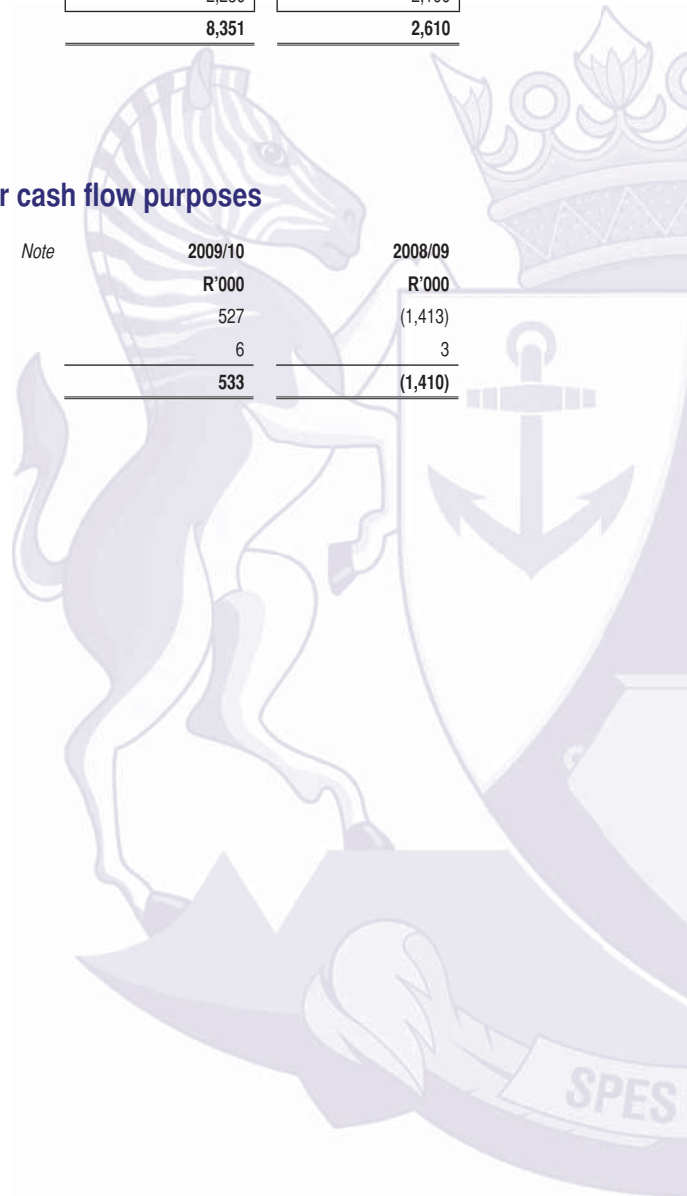 8,351 2,610
r cash flow purposes
Note 2009/10 2008/09
R'000 R'000
527 (1,413)
6 3
533 (1,410)
SPES